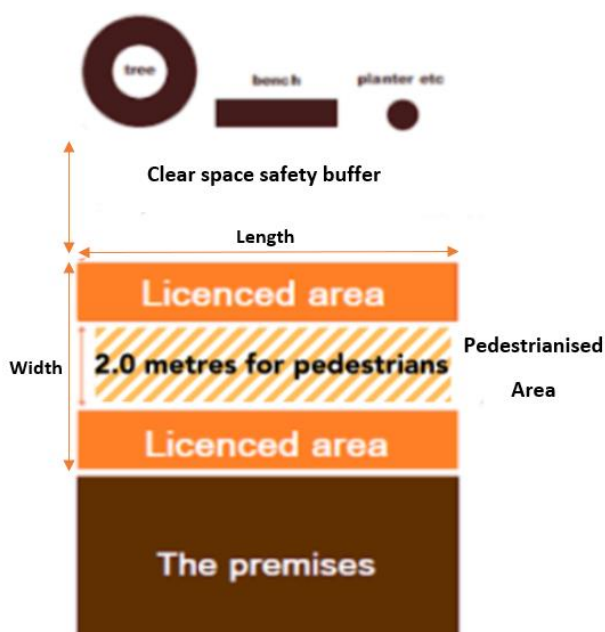 tree
bench
planter etc
Clear space safety buffer
Length
Licenced area
Width
2.0 metres for pedestrians
Pedestrianised
Area
Licenced area
The premises